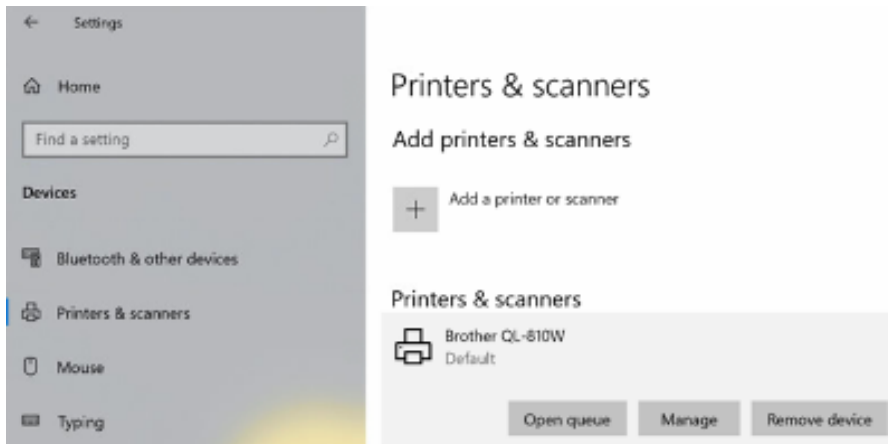 Settings
Home
Find a setting
Devices
Bluetooth & other devices
Printers & scanners
Mouse
Typing
Printers & scanners
Add printers & scanners
Add a printer or scanner
Printers & scanners
Brother QL-810W
Default
Open queue Manage Remove device